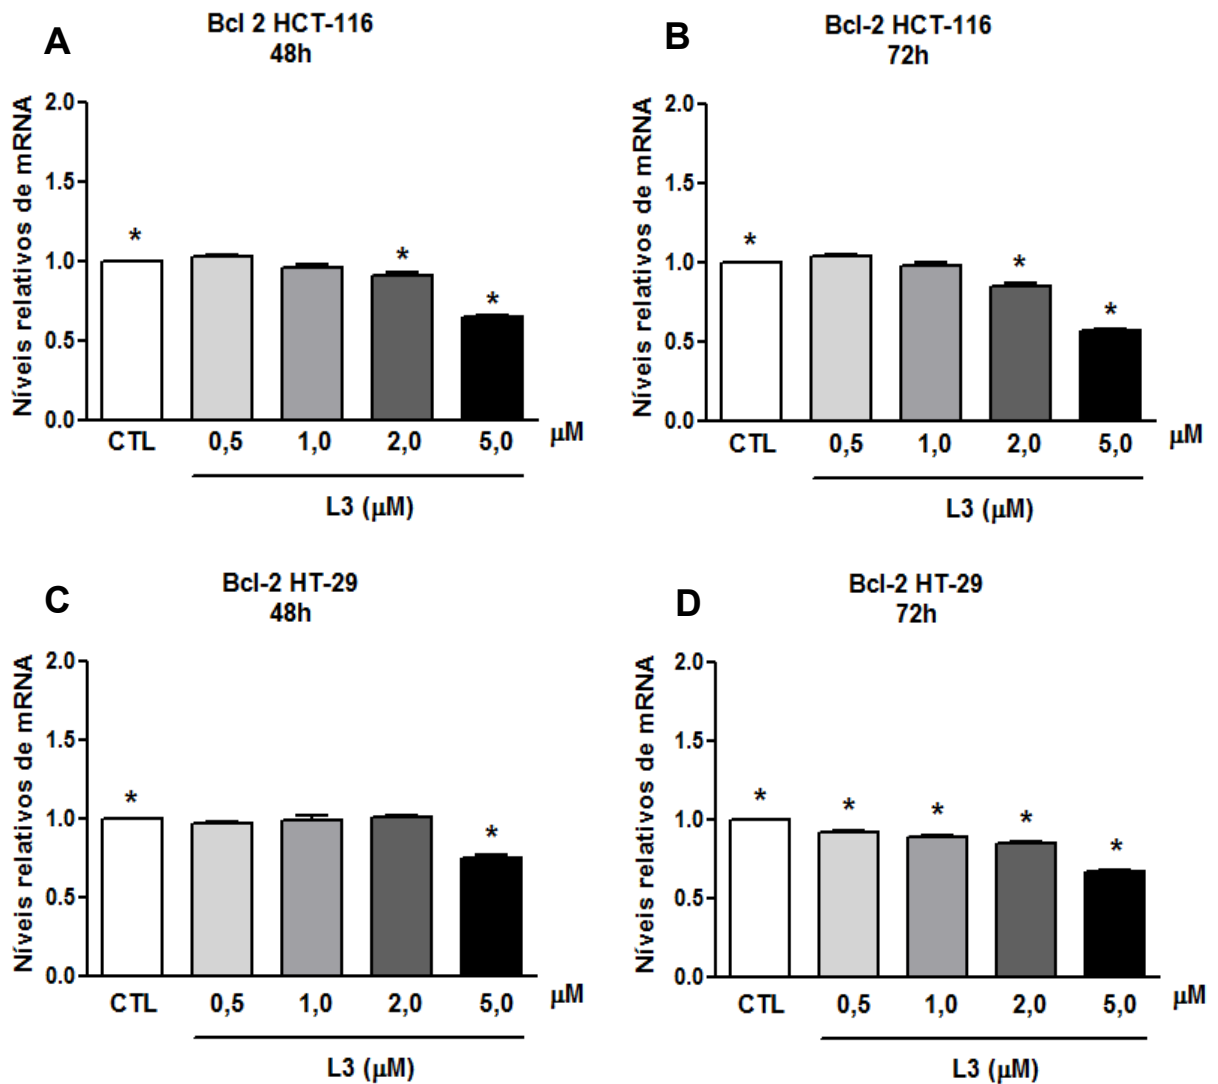 A
Bcl 2 HCT-116
48h
Níveis relativos de mRNA
2.0
1.5
1.0
0.5
0.0
*
*
*
CTL 0,5 1,0 2,0 5,0 μM
L3 (μM)
B
Bcl-2 HCT-116
72h
Níveis relativos de mRNA
2.0
1.5
1.0
0.5
0.0
*
*
*
CTL 0,5 1,0 2,0 5,0 μM
L3 (μM)
C
Bcl-2 HT-29
48h
Níveis relativos de mRNA
2.0
1.5
1.0
0.5
0.0
*
*
CTL 0,5 1,0 2,0 5,0 μM
L3 (μM)
D
Bcl-2 HT-29
72h
Níveis relativos de mRNA
2.0
1.5
1.0
0.5
0.0
*
*
*
*
*
CTL 0,5 1,0 2,0 5,0 μM
L3 (μM)